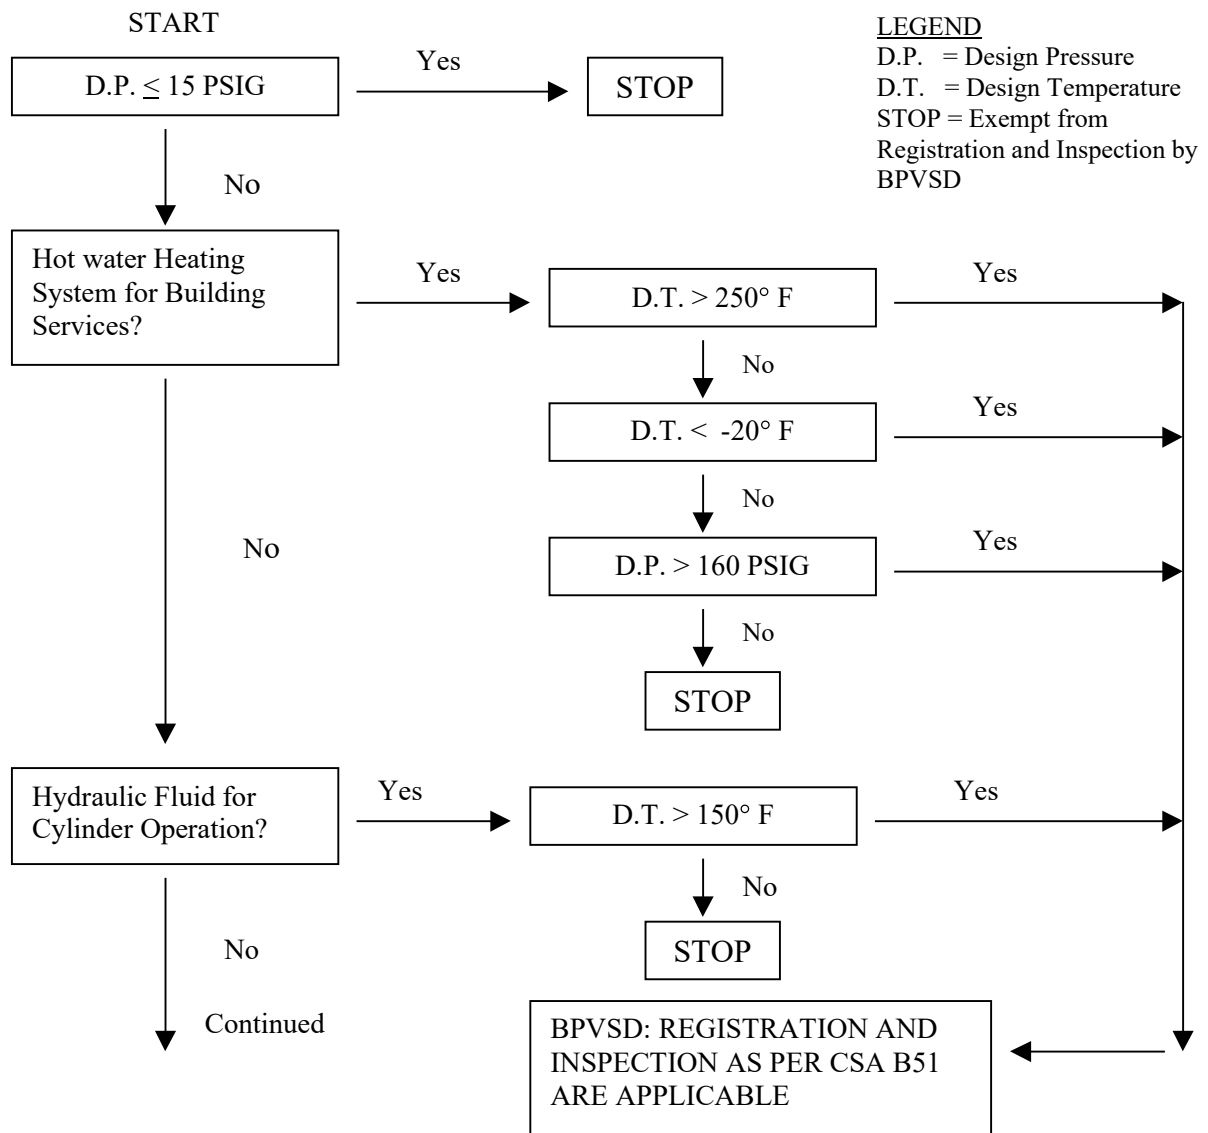 START
LEGEND
D.P. = Design Pressure
D.T. = Design Temperature
STOP = Exempt from
Registration and Inspection by
BPVSD
D.P. ≤ 15 PSIG
Yes
STOP
No
Hot water Heating
System for Building
Services?
Yes
D.T. > 250° F
Yes
No
D.T. < -20° F
Yes
No
D.P. > 160 PSIG
Yes
No
STOP
No
Hydraulic Fluid for
Cylinder Operation?
Yes
D.T. > 150° F
Yes
No
STOP
No
Continued
BPVSD: REGISTRATION AND
INSPECTION AS PER CSA B51
ARE APPLICABLE